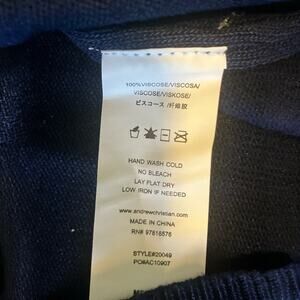 100%VISCOSE/VISCOSA/
VISCOSE/VISKOSE/
ビスコース /纤维胶
HAND WASH COLD
NO BLEACH
LAY FLAT DRY
LOW IRON IF NEEDED
www.andrewchristian.com
MADE IN CHINA
RN# 97818576
STYLE#20049
PO#AC10907